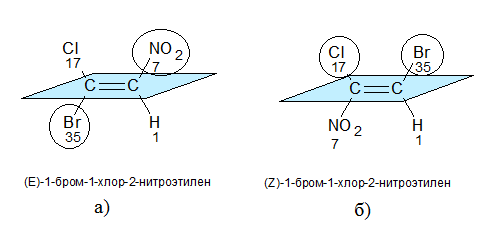 Cl NO2 Cl Br
17 7 17 35
C C C C
Br H NO2 H
35 1 7 1
(E)-1-бром-1-хлор-2-нитроэтилен (Z)-1-бром-1-хлор-2-нитроэтилен
а) б)